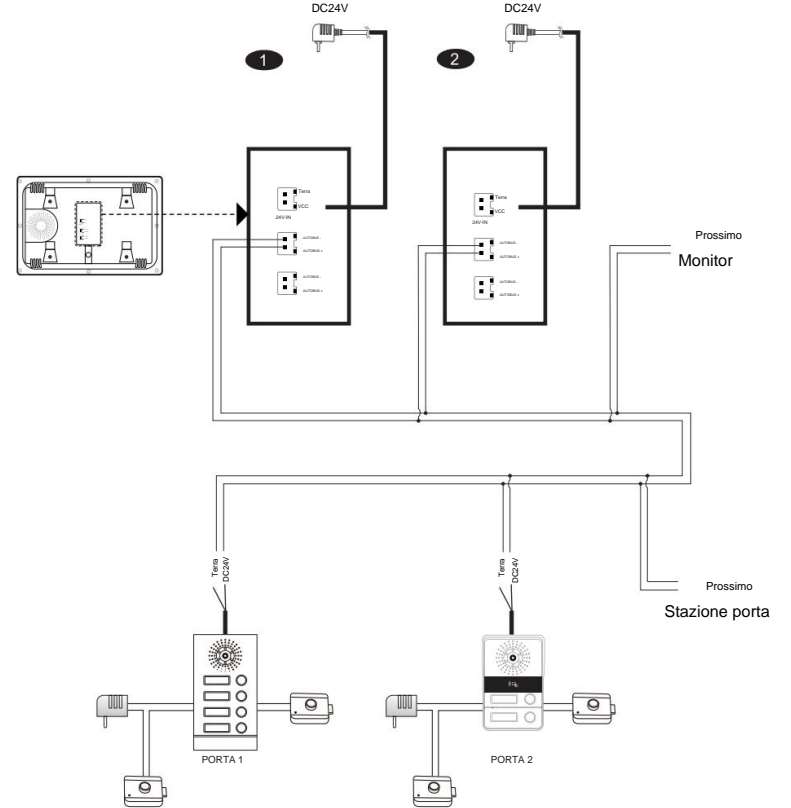 DC24V
DC24V
1
2
Terra
VCC
24V-IN
AUTOBUS -
AUTOBUS +
AUTOBUS -
AUTOBUS +
Terra
VCC
24V-IN
AUTOBUS -
AUTOBUS +
AUTOBUS -
AUTOBUS +
Prossimo
Monitor
Terra
DC24V
Terra
DC24V
Prossimo
Stazione porta
PORTA 1
PORTA 2